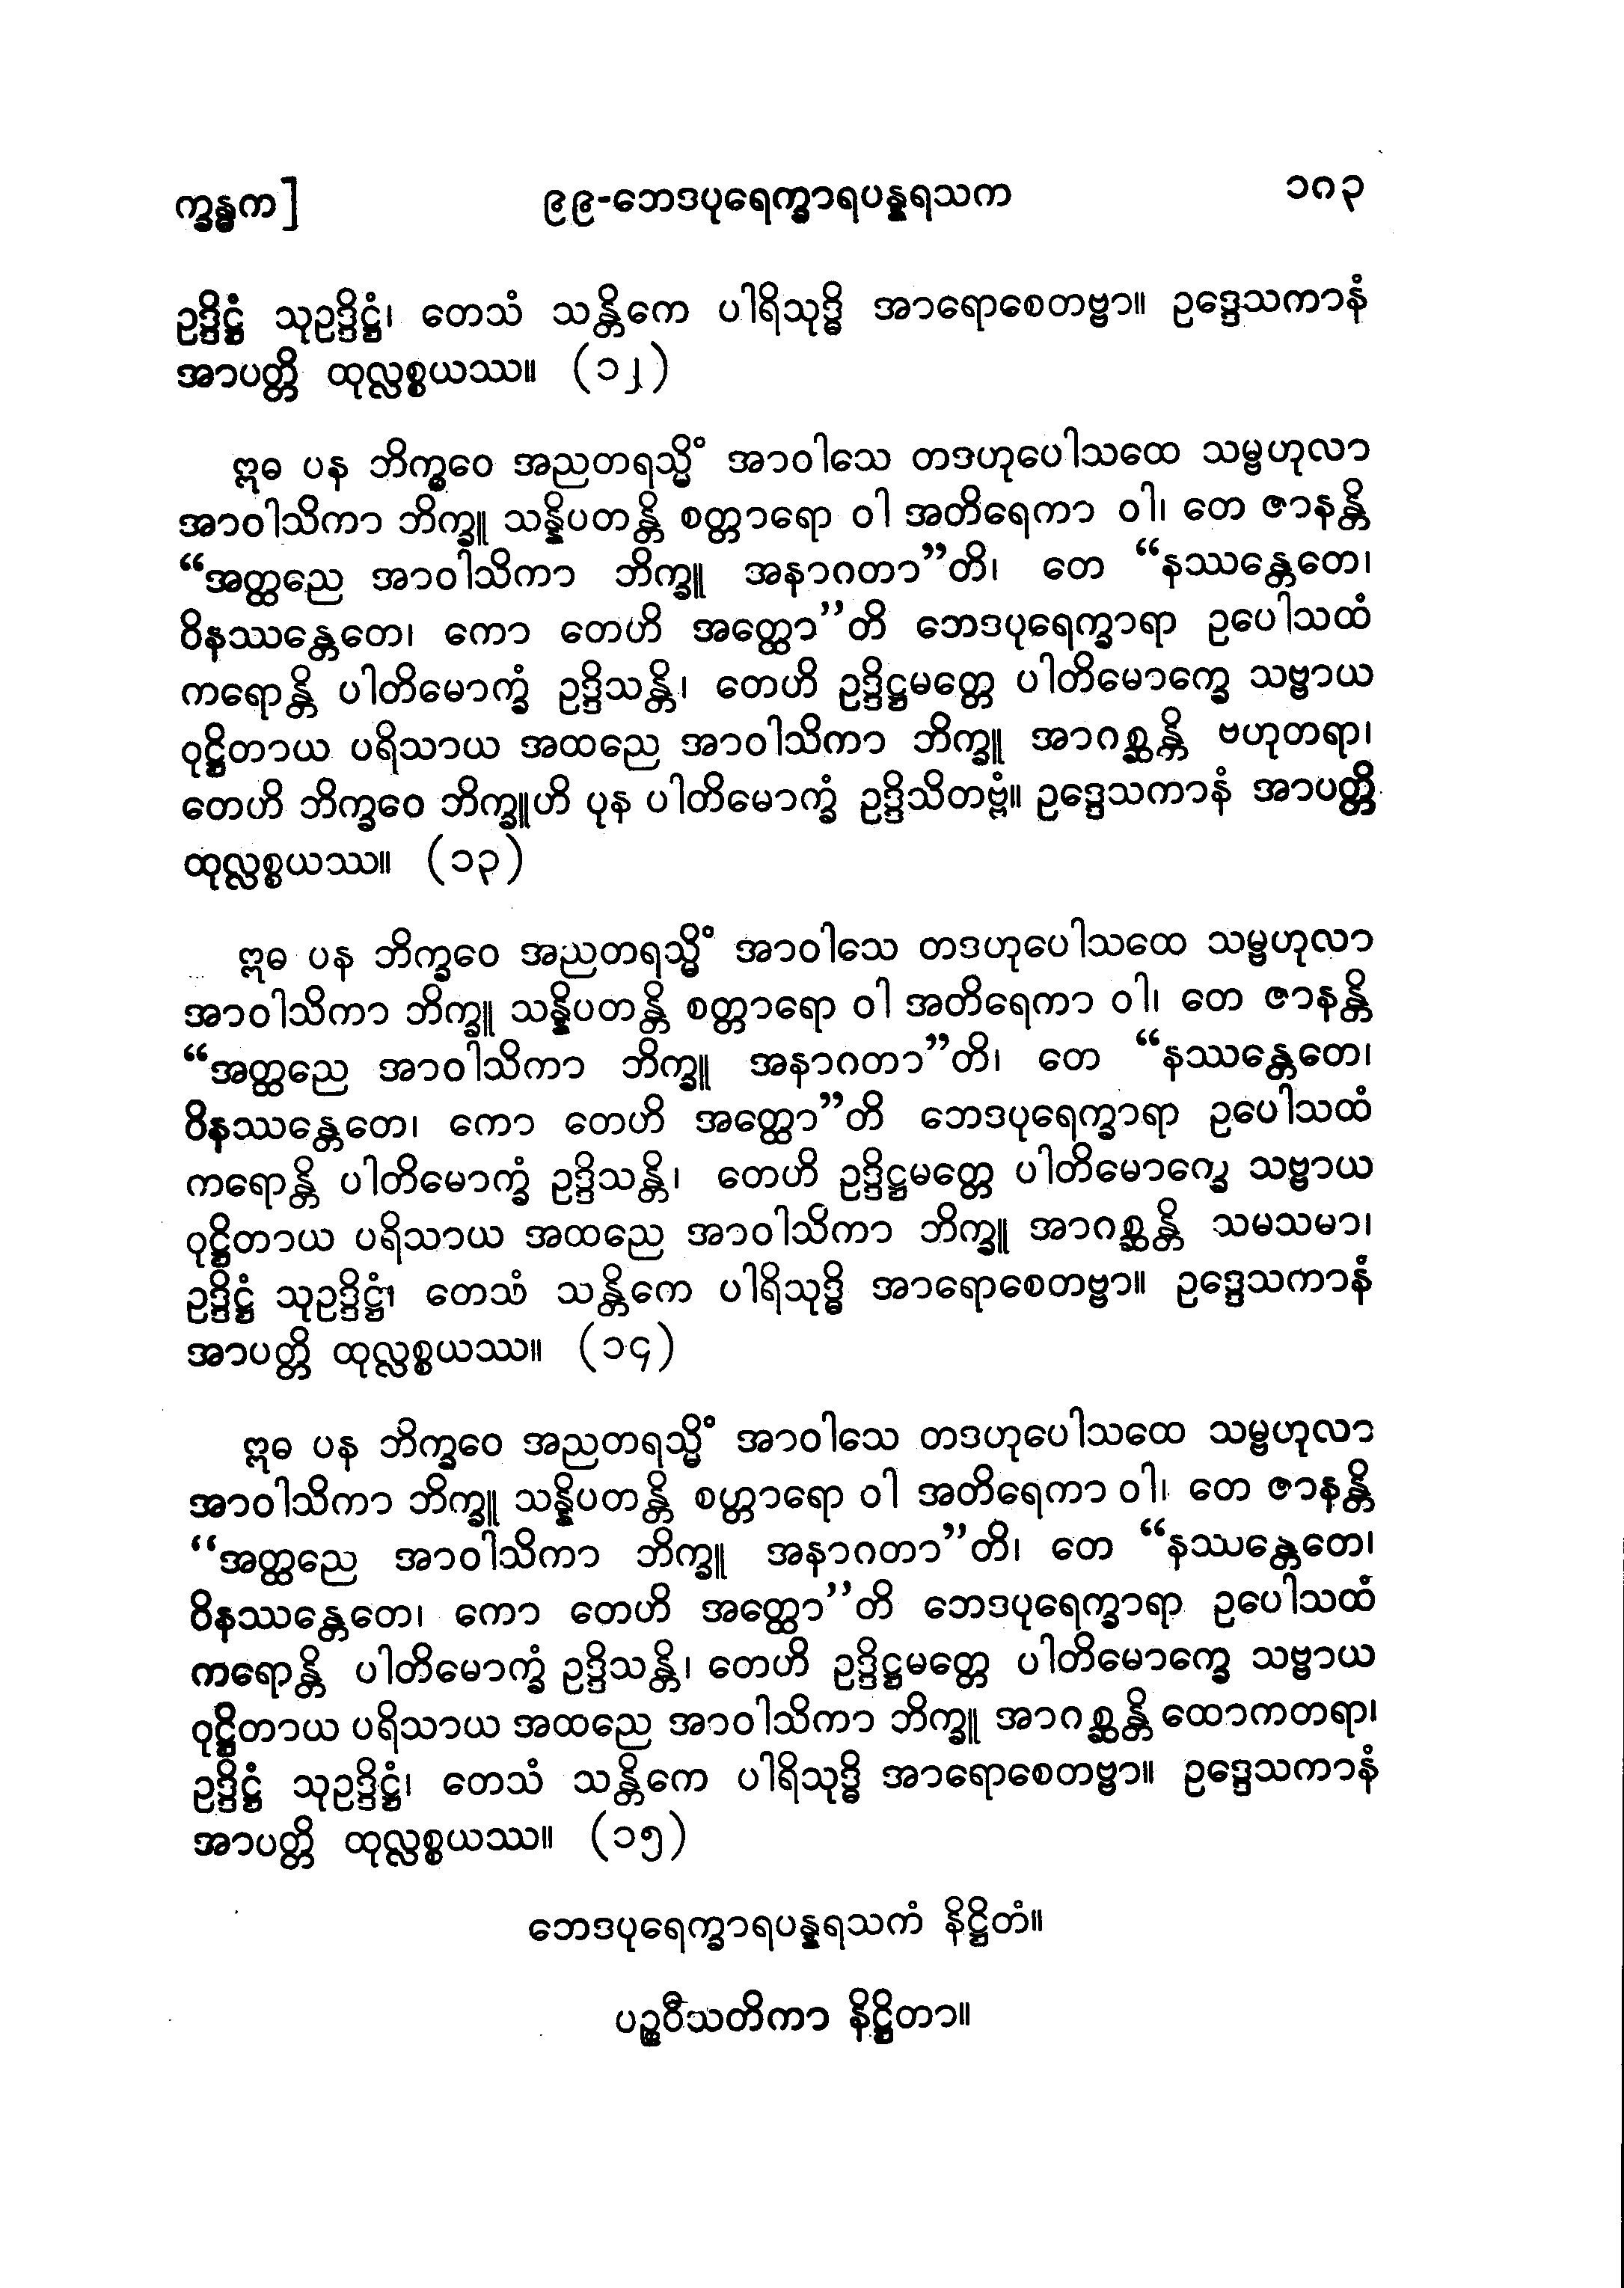 က္ခန္ဓက]
၉၉-ဘေဒပုရေက္ခာရပန္နရသက
၁၈၃
ဥဒ္ဒိဋ္ဌံ သုဥဒ္ဒိဋ္ဌံ၊ တေသံ သန္တိကေ ပါရိသုဒ္ဓိ အာရောစေတဗ္ဗာ။ ဥဒ္ဒေသကာနံ
အာပတ္တိ ထုလ္လစ္စယဿ။ (၁၂)
ဣဓ ပန ဘိက္ခဝေ အညတရသ္မိံ အာဝါသေ တဒဟုပေါသထေ သမ္ဗဟုလာ
အာဝါသိကာ ဘိက္ခူ သန္နိပတန္တိ စတ္တာရော ဝါ အတိရေကာ ဝါ၊ တေ ဇာနန္တိ
“အတ္ထညေ အာဝါသိကာ ဘိက္ခူ အနာဂတာ”တိ၊ တေ “နဿန္တေတေ၊
ဝိနဿန္တေတေ၊ ကော တေဟိ အတ္ထော”တိ ဘေဒပုရေက္ခာရာ ဥပေါသထံ
ကရောန္တိ ပါတိမောက္ခံ ဥဒ္ဒိသန္တိ၊ တေဟိ ဥဒ္ဒိဋ္ဌမတ္တေ ပါတိမောက္ခေ သဗ္ဗာယ
ဝုဋ္ဌိတာယ ပရိသာယ အထညေ အာဝါသိကာ ဘိက္ခူ အာဂစ္ဆန္တိ ဗဟုတရာ၊
တေဟိ ဘိက္ခဝေ ဘိက္ခူဟိ ပုန ပါတိမောက္ခံ ဥဒ္ဒိသိတဗ္ဗံ။ ဥဒ္ဒေသကာနံ အာပတ္တိ
ထုလ္လစ္စယဿ။ (၁၃)
ဣဓ ပန ဘိက္ခဝေ အညတရသ္မိံ အာဝါသေ တဒဟုပေါသထေ သမ္ဗဟုလာ
အာဝါသိကာ ဘိက္ခူ သန္နိပတန္တိ စတ္တာရော ဝါ အတိရေကာ ဝါ၊ တေ ဇာနန္တိ
“အတ္ထညေ အာဝါသိကာ ဘိက္ခူ အနာဂတာ”တိ၊ တေ “နဿန္တေတေ၊
ဝိနဿန္တေတေ၊ ကော တေဟိ အတ္ထော”တိ ဘေဒပုရေက္ခာရာ ဥပေါသထံ
ကရောန္တိ ပါတိမောက္ခံ ဥဒ္ဒိသန္တိ၊ တေဟိ ဥဒ္ဒိဋ္ဌမတ္တေ ပါတိမောက္ခေ သဗ္ဗာယ
ဝုဋ္ဌိတာယ ပရိသာယ အထညေ အာဝါသိကာ ဘိက္ခူ အာဂစ္ဆန္တိ သမသမာ၊
ဥဒ္ဒိဋ္ဌံ သုဥဒ္ဒိဋ္ဌံ၊ တေသံ သန္တိကေ ပါရိသုဒ္ဓိ အာရောစေတဗ္ဗာ။ ဥဒ္ဒေသကာနံ
အာပတ္တိ ထုလ္လစ္စယဿ။ (၁၄)
ဣဓ ပန ဘိက္ခဝေ အညတရသ္မိံ အာဝါသေ တဒဟုပေါသထေ သမ္ဗဟုလာ
အာဝါသိကာ ဘိက္ခူ သန္နိပတန္တိ စတ္တာရော ဝါ အတိရေကာ ဝါ၊ တေ ဇာနန္တိ
“အတ္ထညေ အာဝါသိကာ ဘိက္ခူ အနာဂတာ”တိ၊ တေ “နဿန္တေတေ၊
ဝိနဿန္တေတေ၊ ကော တေဟိ အတ္ထော”တိ ဘေဒပုရေက္ခာရာ ဥပေါသထံ
ကရောန္တိ ပါတိမောက္ခံ ဥဒ္ဒိသန္တိ၊ တေဟိ ဥဒ္ဒိဋ္ဌမတ္တေ ပါတိမောက္ခေ သဗ္ဗာယ
ဝုဋ္ဌိတာယ ပရိသာယ အထညေ အာဝါသိကာ ဘိက္ခူ အာဂစ္ဆန္တိ ထောကတရာ၊
ဥဒ္ဒိဋ္ဌံ သုဥဒ္ဒိဋ္ဌံ၊ တေသံ သန္တိကေ ပါရိသုဒ္ဓိ အာရောစေတဗ္ဗာ။ ဥဒ္ဒေသကာနံ
အာပတ္တိ ထုလ္လစ္စယဿ။ (၁၅)
ဘေဒပုရေက္ခာရပန္နရသကံ နိဋ္ဌိတံ။
ပဉ္စဝီသတိကာ နိဋ္ဌိတာ။